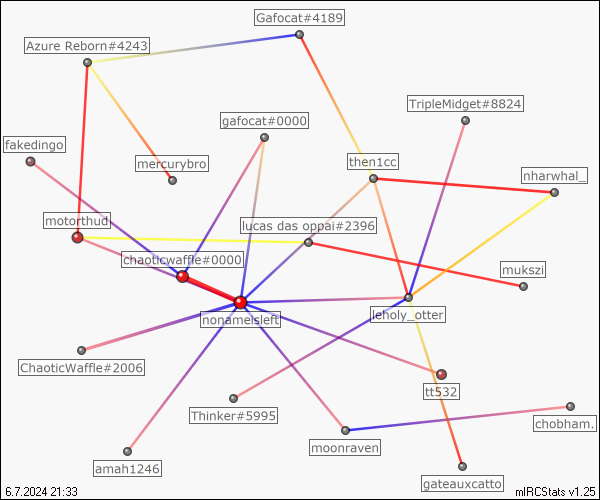 Gafocat#4189
Azure Reborn#4243
TripleMidget#8824
gafocat#0000
fakedingo
mercurybro
then1cc
nharwhal_
motorthud
lucas das oppai#2396
chaoticwaffle#0000
mukszi
nonameisleft
leholy_otter
ChaoticWaffle#2006
tt532
Thinker#5995
chobham.
moonraven
amah1246
gateauxcatto
6.7.2024 21:33
mIRCStats v1.25